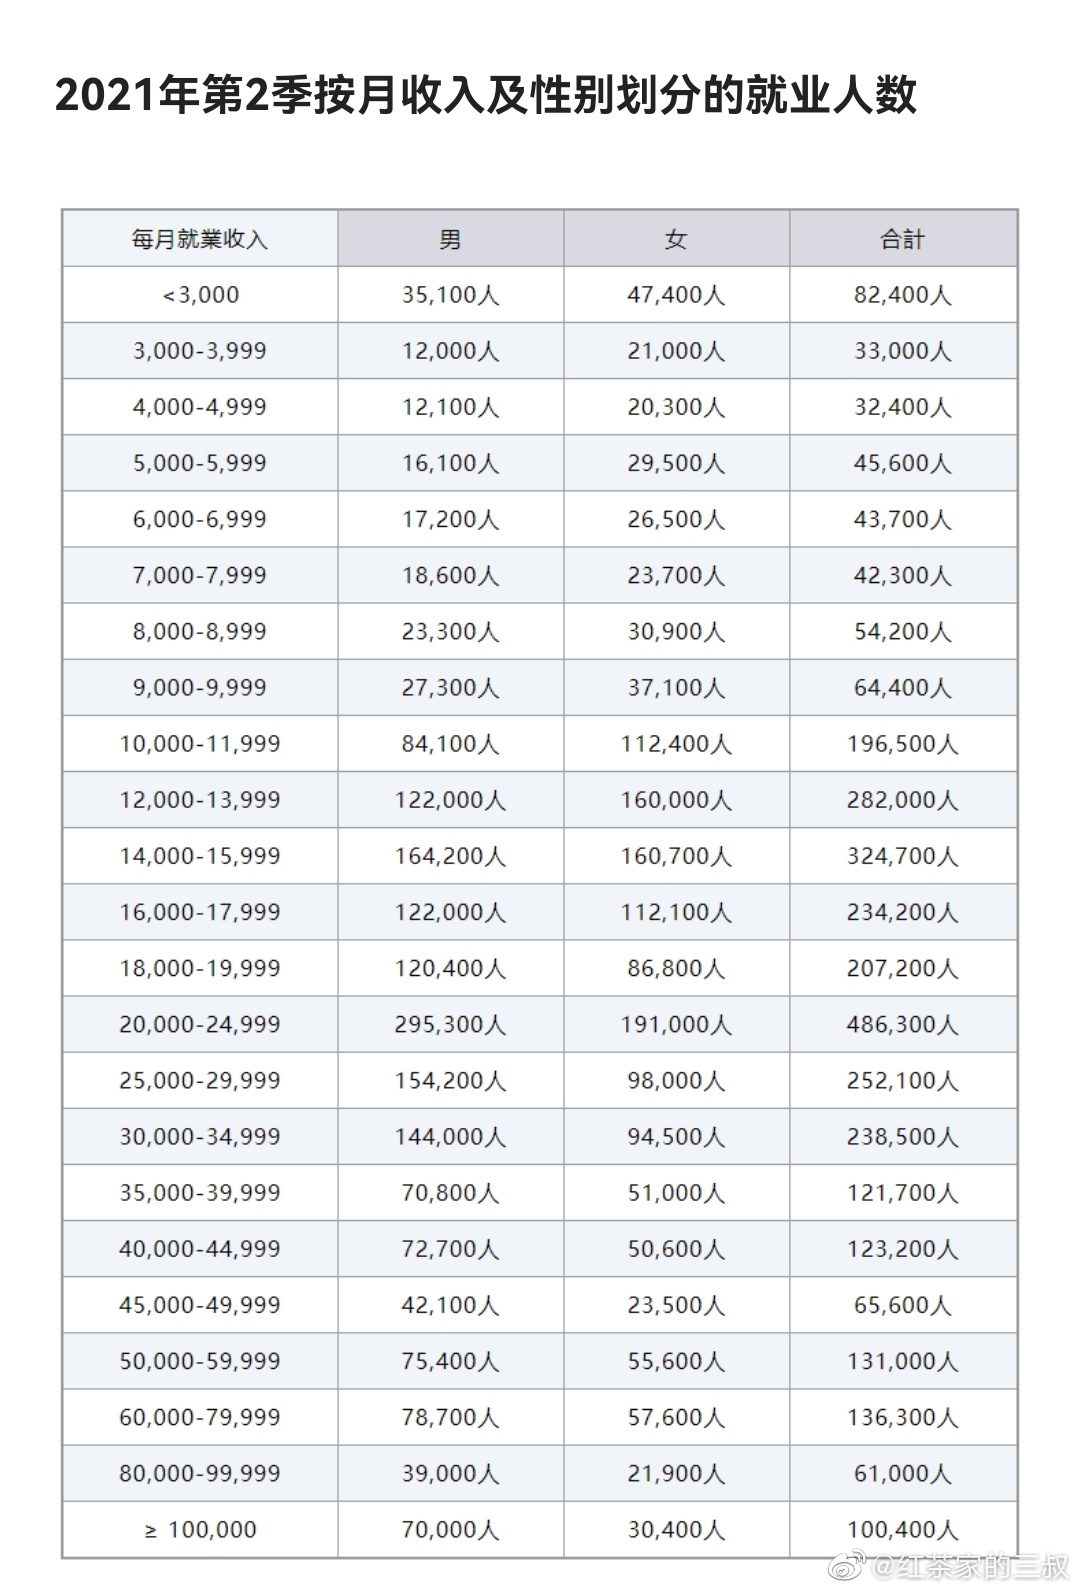 2021年第2季按月收入及性别划分的就业人数
每月就業收入 男 女 合計
<3,000 35,100人 47,400人 82,400人
3,000-3,999 12,000人 21,000人 33,000人
4,000-4,999 12,100人 20,300人 32,400人
5,000-5,999 16,100人 29,500人 45,600人
6,000-6,999 17,200人 26,500人 43,700人
7,000-7,999 18,600人 23,700人 42,300人
8,000-8,999 23,300人 30,900人 54,200人
9,000-9,999 27,300人 37,100人 64,400人
10,000-11,999 84,100人 112,400人 196,500人
12,000-13,999 122,000人 160,000人 282,000人
14,000-15,999 164,200人 160,700人 324,700人
16,000-17,999 122,000人 112,100人 234,200人
18,000-19,999 120,400人 86,800人 207,200人
20,000-24,999 295,300人 191,000人 486,300人
25,000-29,999 154,200人 98,000人 252,100人
30,000-34,999 144,000人 94,500人 238,500人
35,000-39,999 70,800人 51,000人 121,700人
40,000-44,999 72,700人 50,600人 123,200人
45,000-49,999 42,100人 23,500人 65,600人
50,000-59,999 75,400人 55,600人 131,000人
60,000-79,999 78,700人 57,600人 136,300人
80,000-99,999 39,000人 21,900人 61,000人
≥ 100,000 70,000人 30,400人 100,400人
@红茶家的三叔